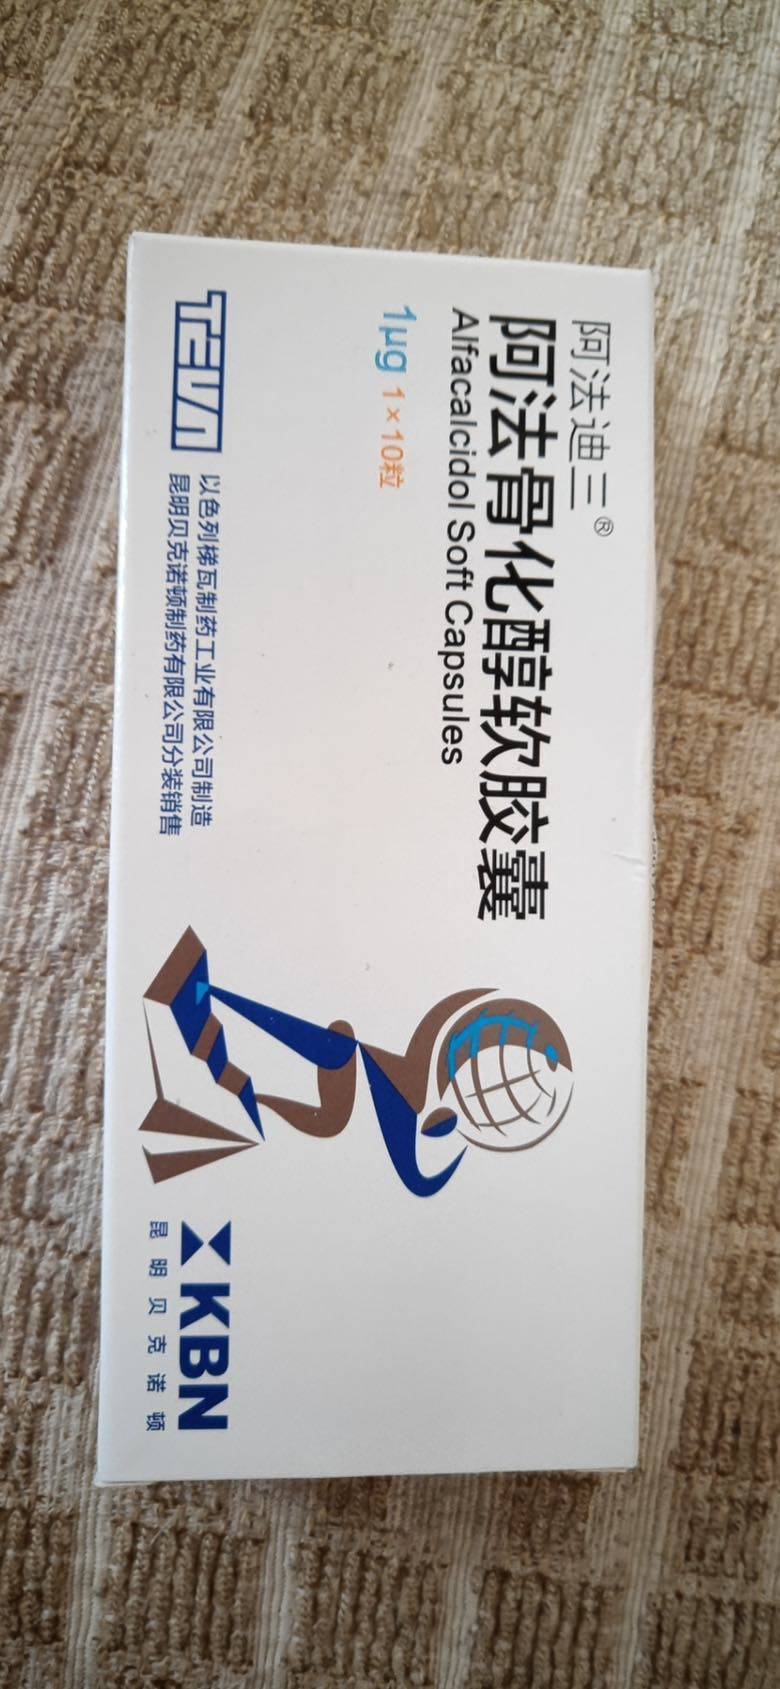 阿法迪三®
阿法骨化醇软胶囊
Alfacalcidol Soft Capsules
1μg 1×10粒
TEVA
以色列梯瓦制药工业有限公司制造
昆明贝克诺顿制药有限公司分装销售
KBN
昆明贝克诺顿